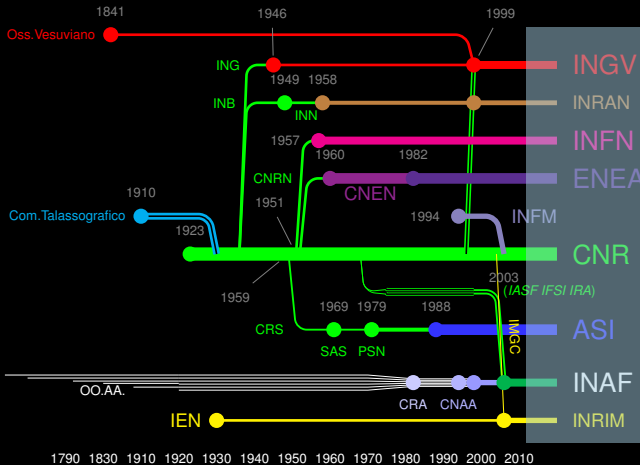 1841
1946
1999
Oss.Vesuviano
ING
INGV
1949
1958
INB
INN
INRAN
1957
INFN
1960
1982
CNRN
CNEN
ENEA
1910
1951
Com.Talassografico
1994
INFM
1923
CNR
2003
1959
(IASF IFSI IRA)
1969
1979
1988
CRS
IMGC
ASI
SAS
PSN
OO.AA.
INAF
CRA
CNAA
IEN
INRIM
1790 1830 1910 1920 1930 1940 1950 1960 1970 1980 1990 2000 2010